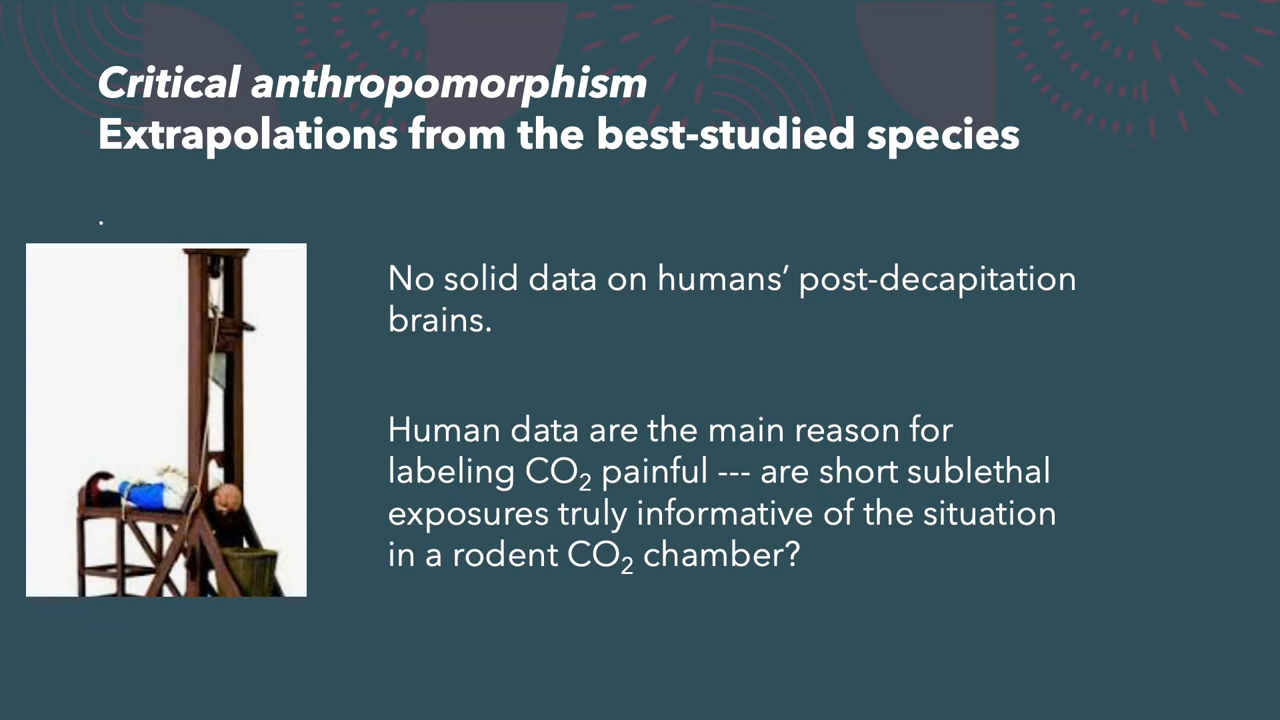 Critical anthropomorphism
Extrapolations from the best-studied species
.
No solid data on humans’ post-decapitation
brains.
Human data are the main reason for
labeling CO₂ painful --- are short sublethal
exposures truly informative of the situation
in a rodent CO₂ chamber?